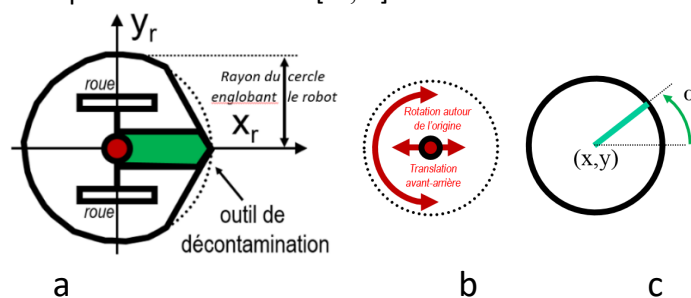 y_r
roue
Rayon du cercle
englobant le robot
x_r
roue
outil de
décontamination
a
Rotation autour
de l'origine
Translation
avant-arrière
b
(x,y)
c